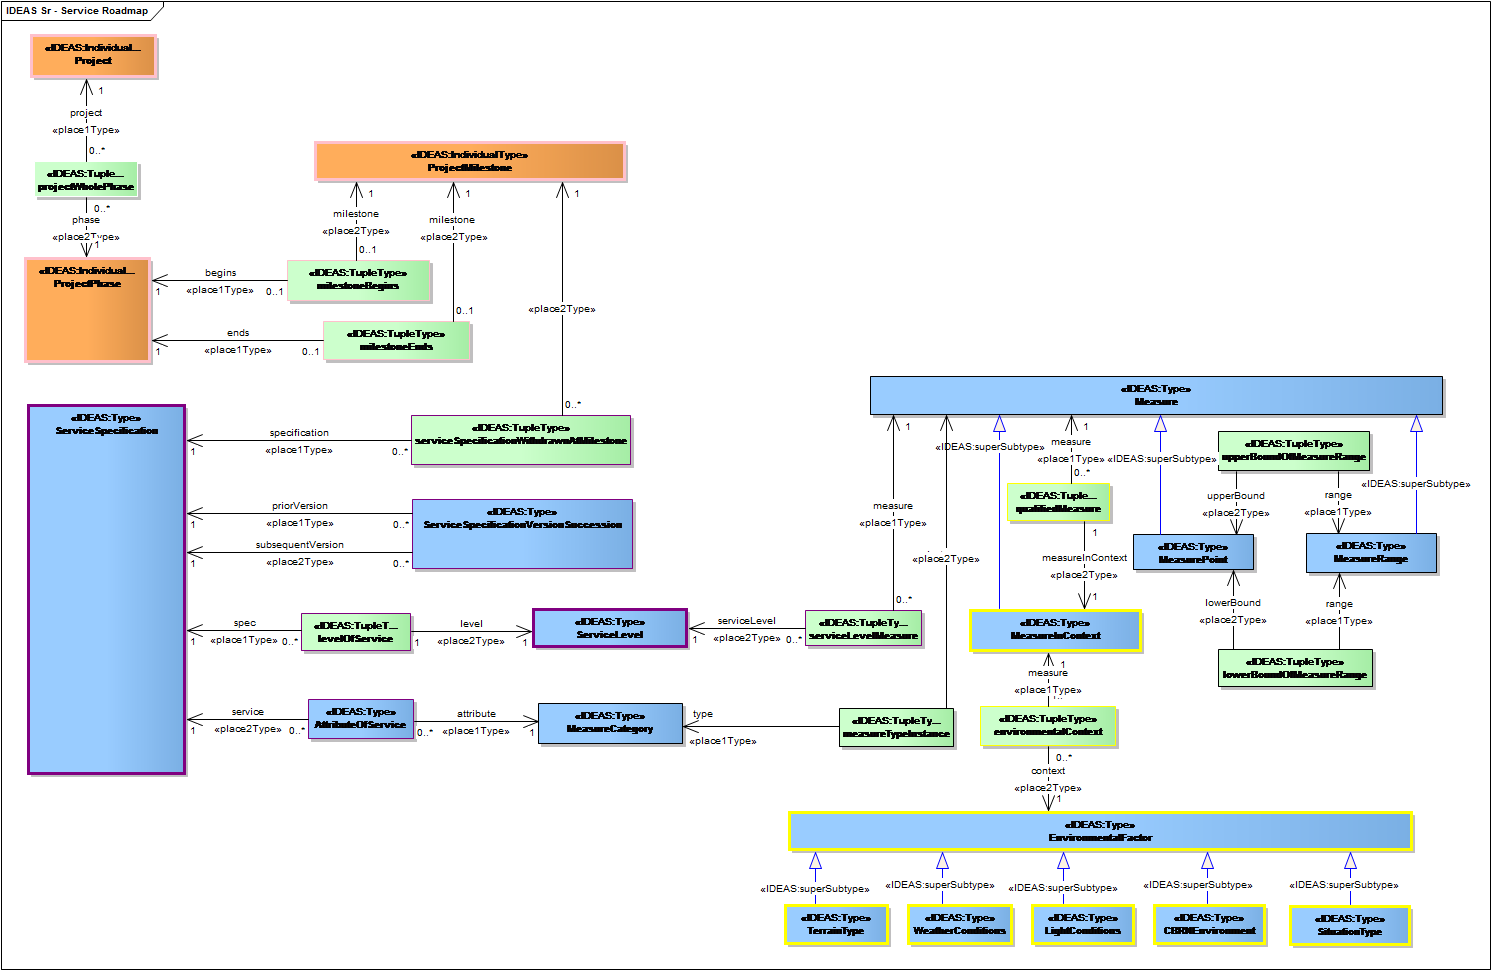 IDEAS Sr - Service Roadmap
«IDEAS:Individual...
Project
1
project
«place1Type»
0..*
«IDEAS:Tuple...
projectWholePhase
0..*
phase
«place2Type»
1
«IDEAS:Individual...
ProjectPhase
«IDEAS:IndividualType»
ProjectMilestone
1
milestone
«place2Type»
0..1
1
milestone
«place2Type»
0..1
1
«place2Type»
0..*
begins
«place1Type»
1
0..1
«IDEAS:TupleType»
milestoneBegins
ends
«place1Type»
1
0..1
«IDEAS:TupleType»
milestoneEnds
«IDEAS:Type»
ServiceSpecification
specification
«place1Type»
1
0..*
«IDEAS:TupleType»
serviceSpecificationWithdrawnAtMilestone
priorVersion
«place1Type»
1
0..*
subsequentVersion
«place2Type»
1
0..*
«IDEAS:Type»
ServiceSpecificationVersionSuccession
spec
«place1Type»
1
0..*
«IDEAS:TupleT...
levelOfService
level
«place2Type»
1
1
«IDEAS:Type»
ServiceLevel
serviceLevel
«place2Type»
1
0..*
«IDEAS:TupleTy...
serviceLevelMeasure
service
«place2Type»
1
0..*
«IDEAS:Type»
AttributeOfService
attribute
«place1Type»
0..*
1
«IDEAS:Type»
MeasureCategory
type
«place1Type»
«IDEAS:TupleTy...
measureTypeInstance
«IDEAS:Type»
Measure
1
measure
«place1Type»
0..*
«place2Type»
«IDEAS:superSubtype»
1
measure
«place1Type»
0..*
«IDEAS:superSubtype»
«IDEAS:superSubtype»
«IDEAS:Tuple...
qualifiedMeasure
1
measureInContext
«place2Type»
1
«IDEAS:TupleType»
upperBoundOfMeasureRange
upperBound
«place2Type»
range
«place1Type»
«IDEAS:Type»
MeasurePoint
«IDEAS:Type»
MeasureRange
lowerBound
«place2Type»
range
«place1Type»
«IDEAS:TupleType»
lowerBoundOfMeasureRange
«IDEAS:Type»
MeasureInContext
1
measure
«place1Type»
«IDEAS:TupleType»
environmentalContext
0..*
context
«place2Type»
1
«IDEAS:Type»
EnvironmentalFactor
«IDEAS:superSubtype»
«IDEAS:superSubtype»
«IDEAS:superSubtype»
«IDEAS:superSubtype»
«IDEAS:superSubtype»
«IDEAS:Type»
TerrainType
«IDEAS:Type»
WeatherConditions
«IDEAS:Type»
LightConditions
«IDEAS:Type»
CBRNEnvironment
«IDEAS:Type»
SituationType